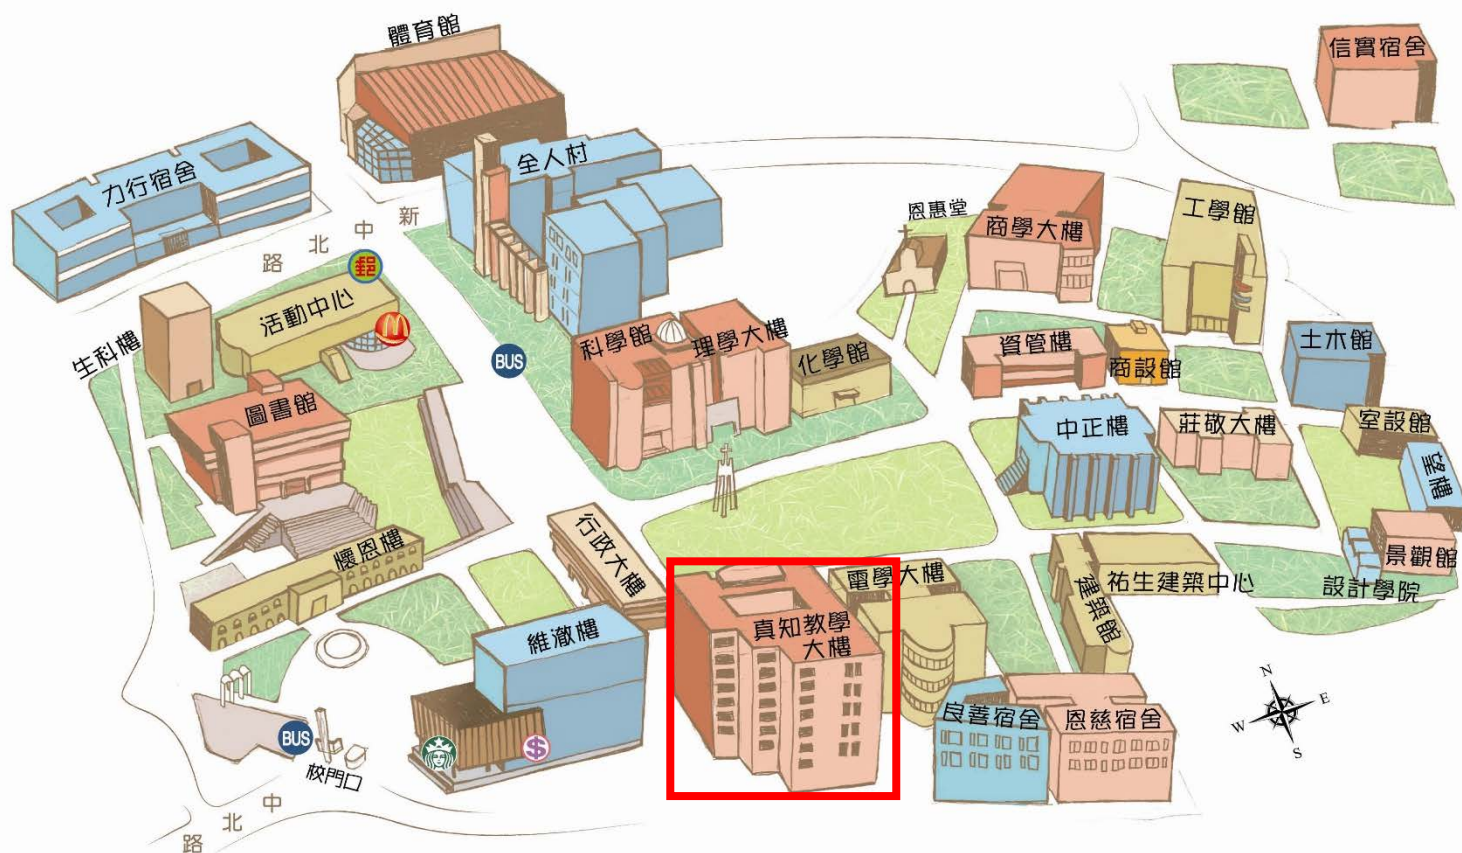 體育館
信實宿舍
全人村
力行宿舍
新中北路
恩惠堂
商學大樓
工學館
郵
活動中心
生科樓
BUS
科學館
理學大樓
化學館
資管樓
商設館
土木館
圖書館
中正樓
莊敬大樓
室設館
望樓
懷恩樓
行政大樓
電學大樓
建築館
祐生建築中心
景觀館
設計學院
維澈樓
真知教學
大樓
良善宿舍
恩慈宿舍
N
W
E
S
BUS
$
校門口
中北路